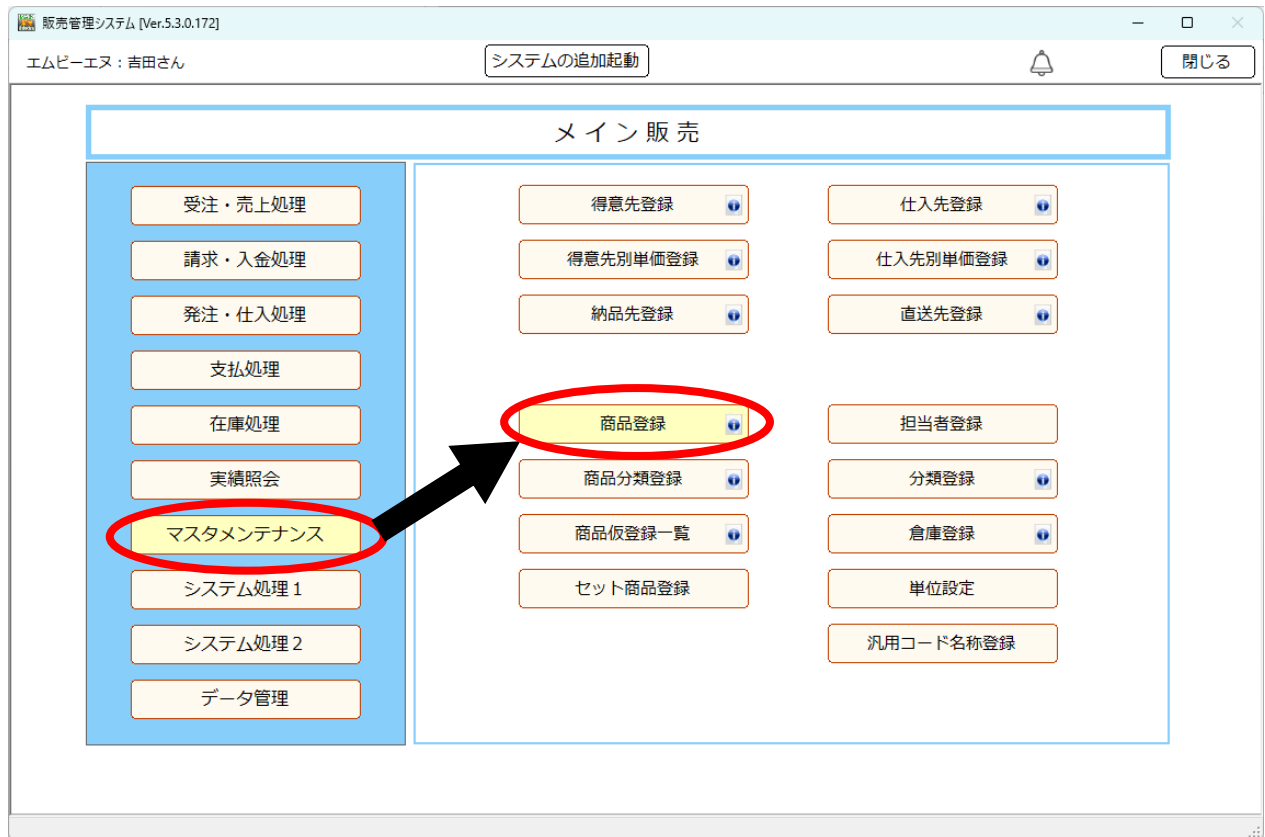 販売管理システム [Ver.5.3.0.172]
エムビーエヌ：吉田さん
システムの追加起動
閉じる
メイン販売
受注・売上処理
請求・入金処理
発注・仕入処理
支払処理
在庫処理
実績照会
マスタメンテナンス
システム処理１
システム処理２
データ管理
得意先登録
仕入先登録
得意先別単価登録
仕入先別単価登録
納品先登録
直送先登録
商品登録
担当者登録
商品分類登録
分類登録
商品仮登録一覧
倉庫登録
セット商品登録
単位設定
汎用コード名称登録